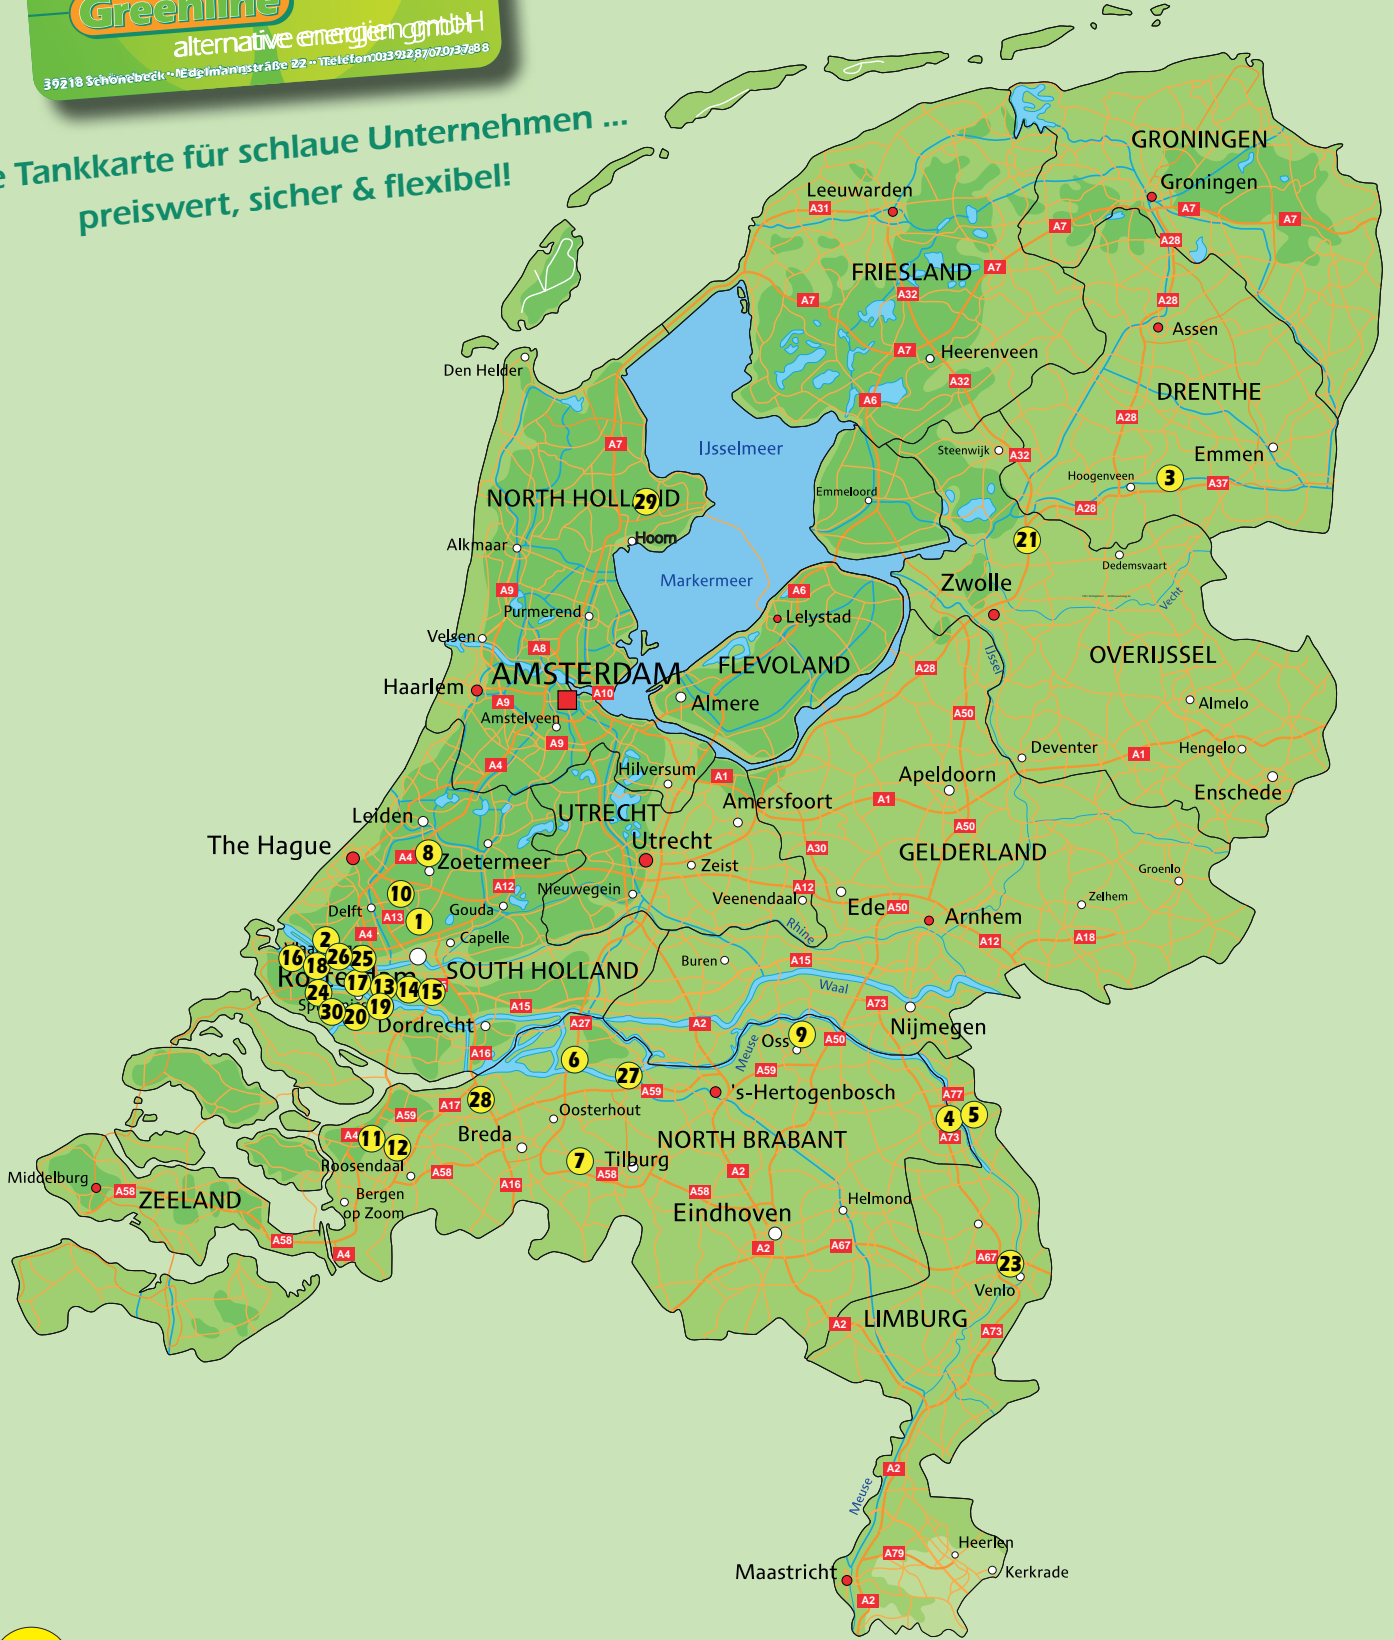 Greenline
alternative energien gmbH
39218 Schönebeck • Edelmannstraße 22 • Telefon 03928 / 70 37 88
Tankkarte für schlaue Unternehmen ...
preiswert, sicher & flexibel!
GRONINGEN
Groningen
Leeuwarden
A31
A7
A7
A7
A28
FRIESLAND
A7
A7
A32
A28
Assen
A7
Heerenveen
Den Helder
A32
A6
DRENTHE
A28
A7
IJsselmeer
Steenwijk
A32
Emmen
Hoogenveen
3
A37
Emmeloord
NORTH HOLLAND
29
A28
Hoorn
Alkmaar
21
Dedemsvaart
Markermeer
Zwolle
A9
A6
Vecht
Purmerend
Lelystad
Velsen
A8
IJssel
OVERIJSSEL
AMSTERDAM
FLEVOLAND
A28
Haarlem
A10
A9
Almere
Almelo
Amstelveen
A50
A9
Deventer
A1
Hengelo
A4
Hilversum
A1
Apeldoorn
Enschede
Amersfoort
A1
UTRECHT
Leiden
A50
The Hague
Utrecht
A30
GELDERLAND
A4
8
Zoetermeer
Zeist
Groenlo
10
A12
Nieuwegein
A12
Veenendaal
Ede
A50
Zelhem
Delft
A13
1
Gouda
Arnhem
2
A4
Capelle
Rhine
A12
A18
16
18
26
25
SOUTH HOLLAND
Buren
A15
17
13
14
15
Waal
24
A15
A73
30
20
19
Dordrecht
A27
A2
Nijmegen
A16
6
Meuse
Oss
9
A50
27
A59
A59
28
's-Hertogenbosch
A77
A17
A59
Oosterhout
4
5
A4
11
12
Breda
NORTH BRABANT
A73
Roosendaal
7
Tilburg
Middelburg
A58
A58
A58
A2
A58
ZEELAND
Bergen
op Zoom
A16
Helmond
Eindhoven
A58
A4
A2
A67
A67
23
Venlo
LIMBURG
A2
A73
A2
Meuse
Heerlen
A79
Maastricht
Kerkrade
A2